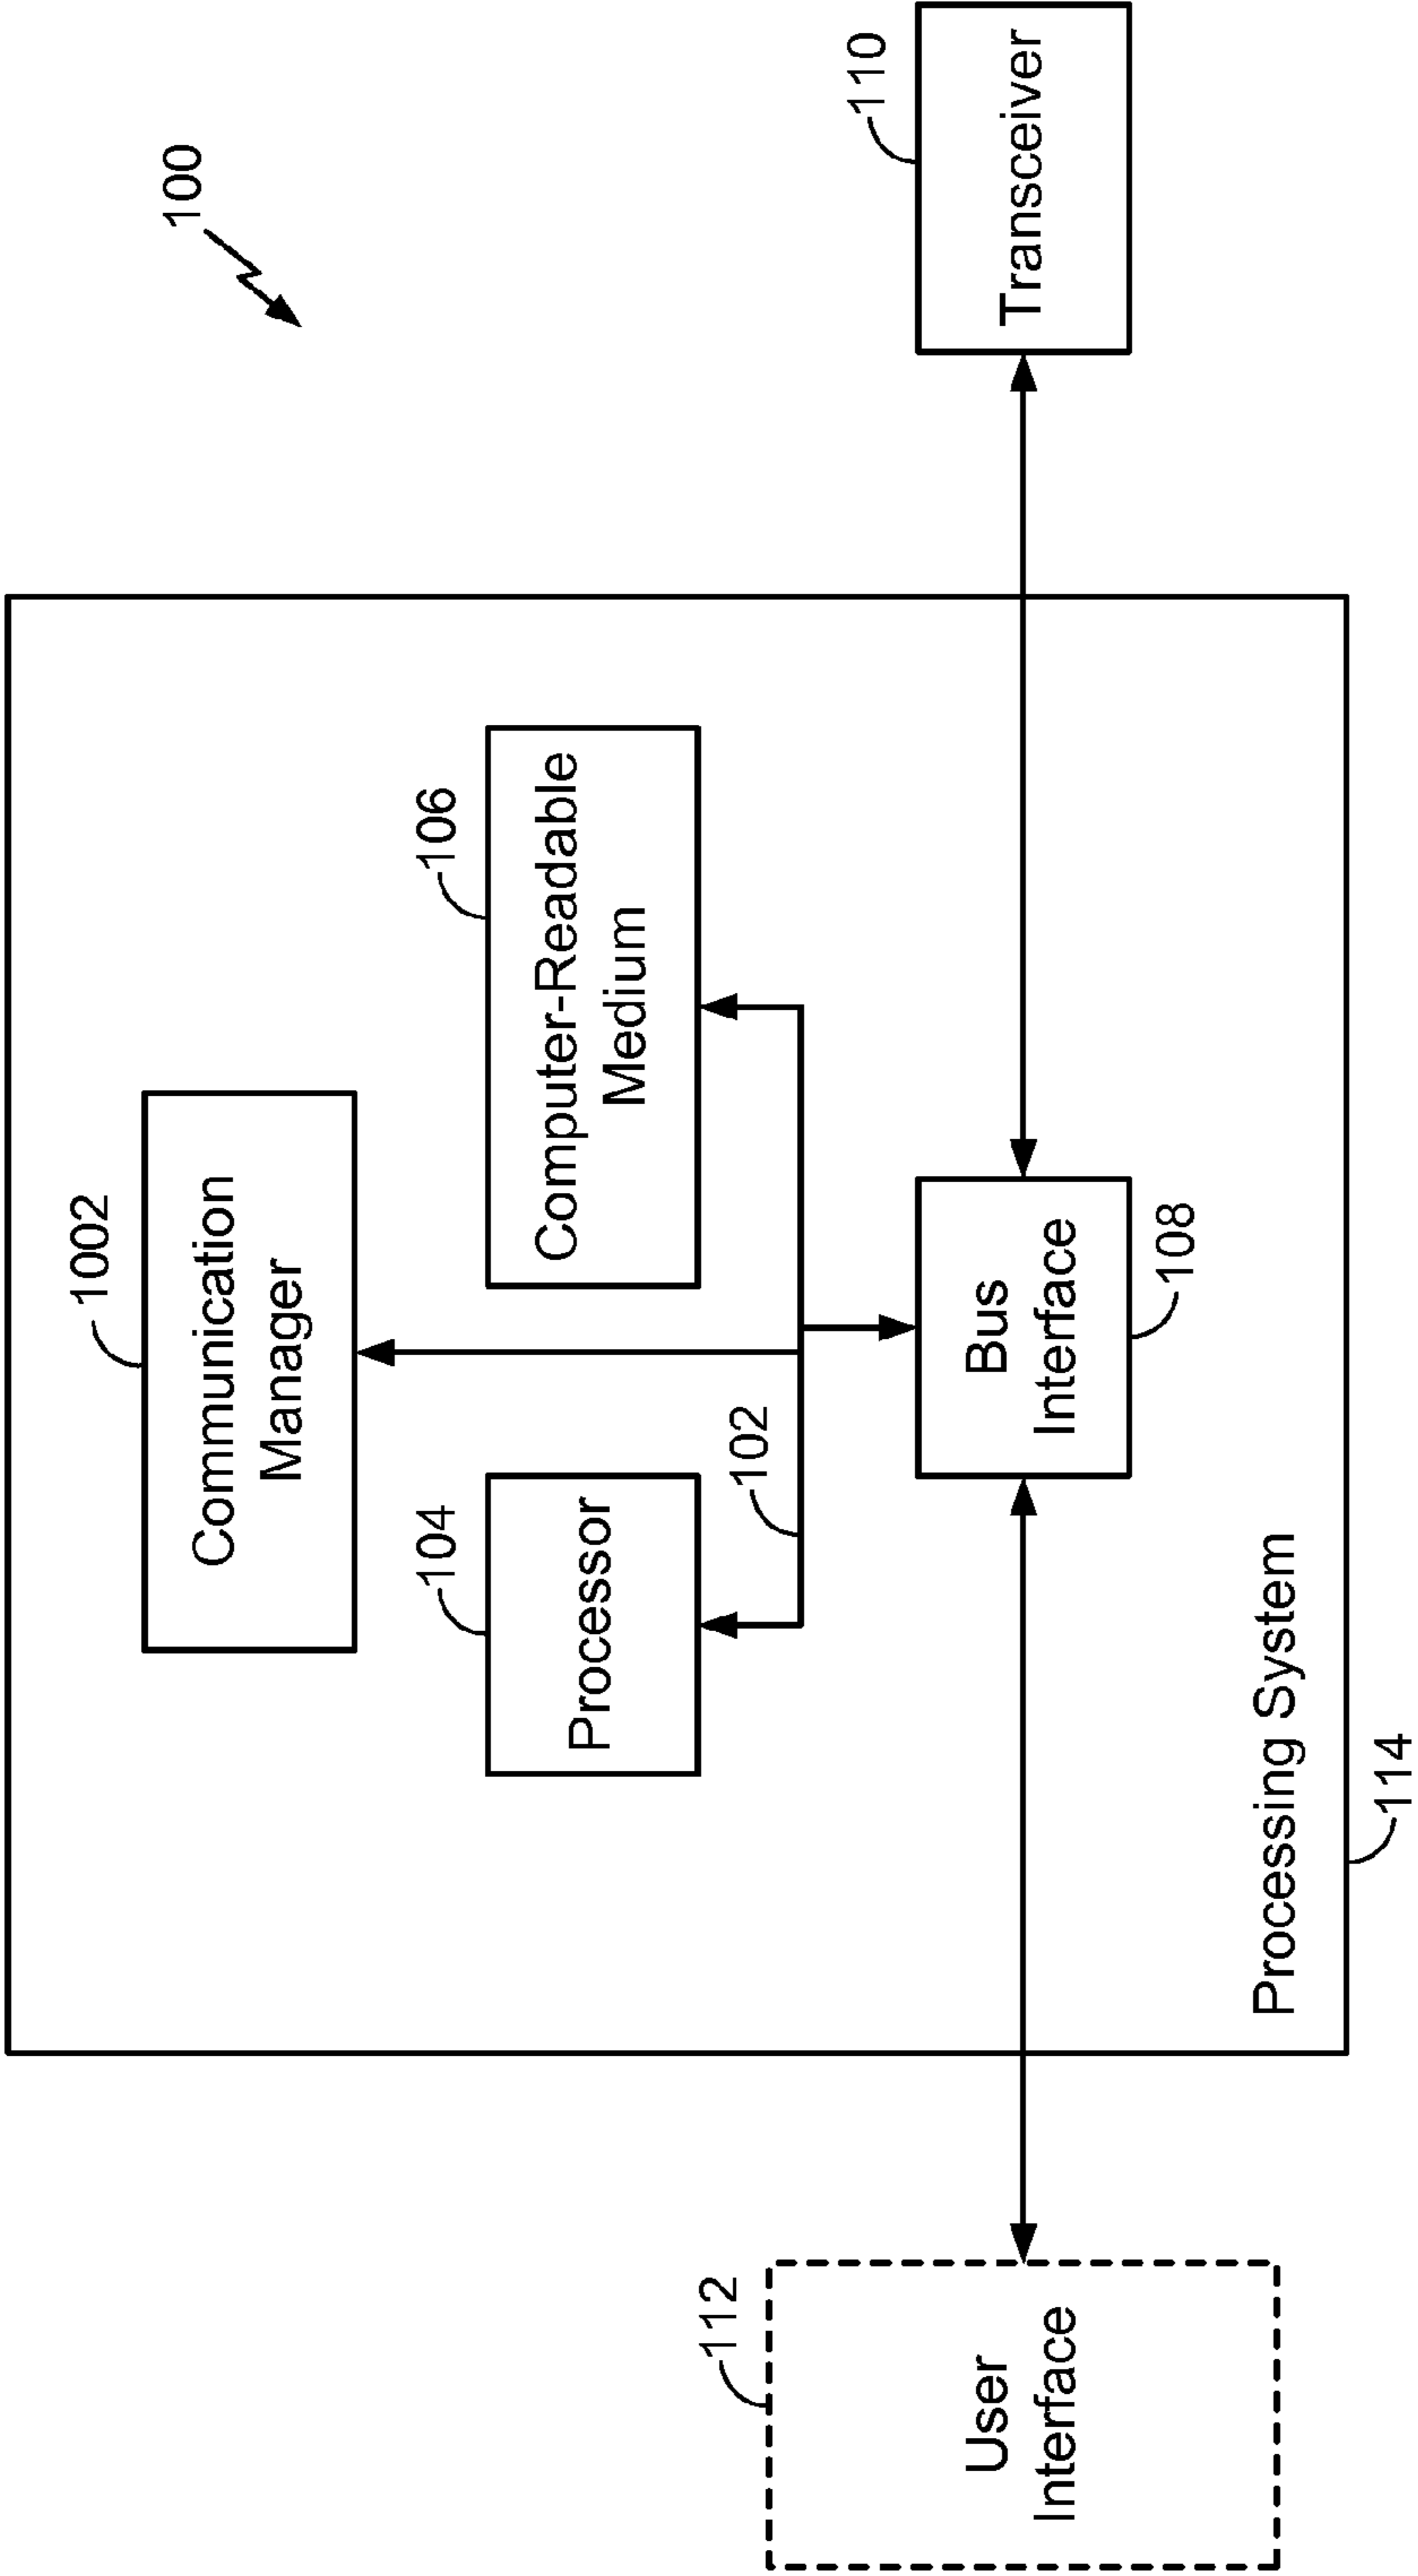 100
1002
Communication
Manager
104
Processor
106
Computer-Readable
Medium
102
112
User
Interface
Bus
Interface
108
110
Transceiver
Processing System
114